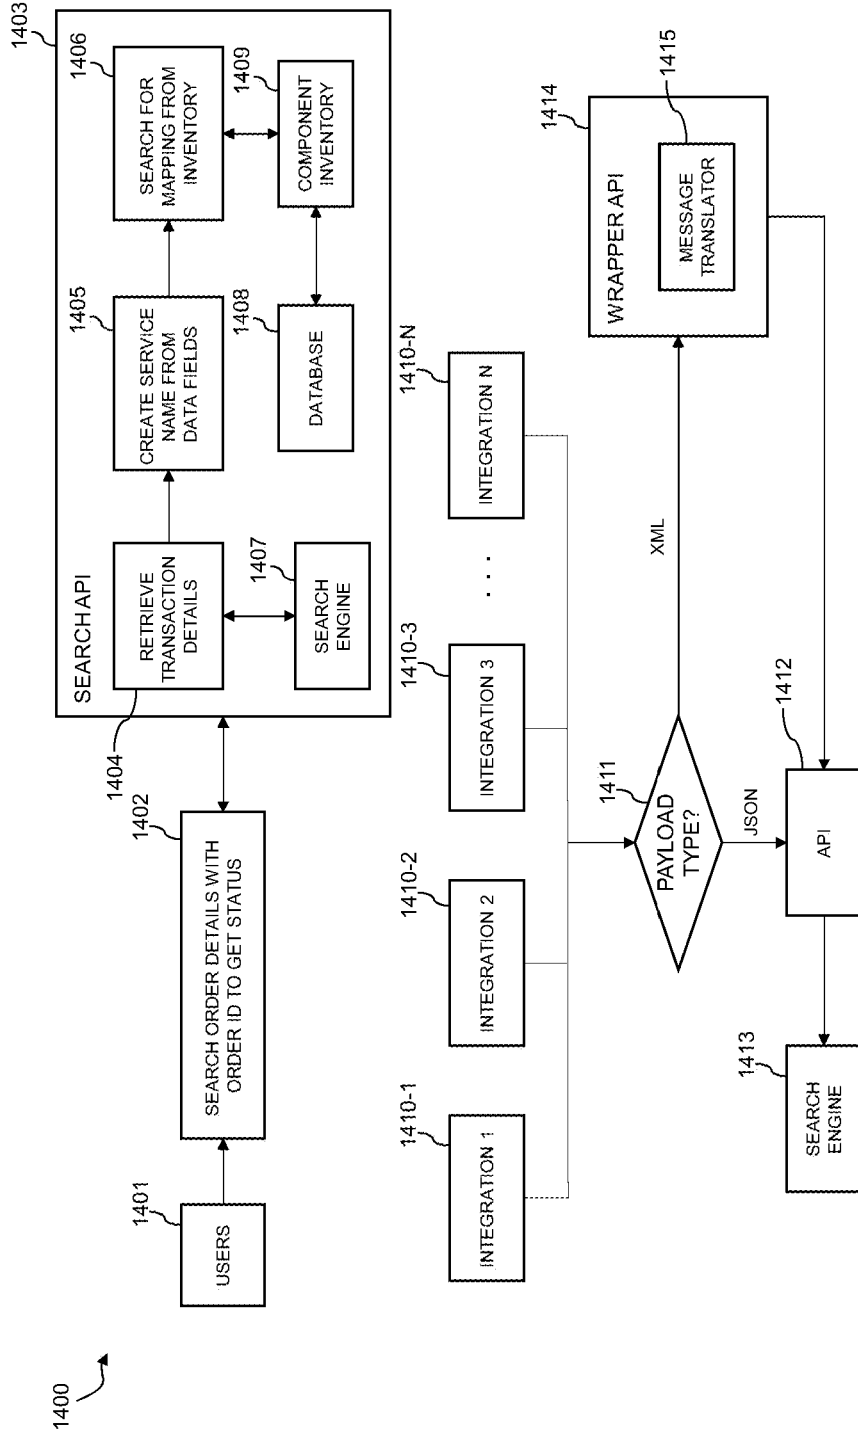 1400
1401
USERS
1402
SEARCH ORDER DETAILS WITH
ORDER ID TO GET STATUS
1403
SEARCH API
1404
RETRIEVE
TRANSACTION
DETAILS
1405
CREATE SERVICE
NAME FROM
DATA FIELDS
1406
SEARCH FOR
MAPPING FROM
INVENTORY
1407
SEARCH
ENGINE
1408
DATABASE
1409
COMPONENT
INVENTORY
1410-1
INTEGRATION 1
1410-2
INTEGRATION 2
1410-3
INTEGRATION 3
. . .
1410-N
INTEGRATION N
1411
PAYLOAD
TYPE?
XML
JSON
1414
WRAPPER API
1415
MESSAGE
TRANSLATOR
1412
API
1413
SEARCH
ENGINE